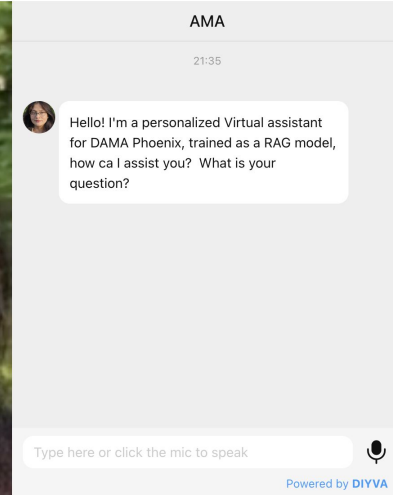 AMA
21:35
Hello! I'm a personalized Virtual assistant
for DAMA Phoenix, trained as a RAG model,
how ca I assist you?  What is your
question?
Type here or click the mic to speak
Powered by DIYVA